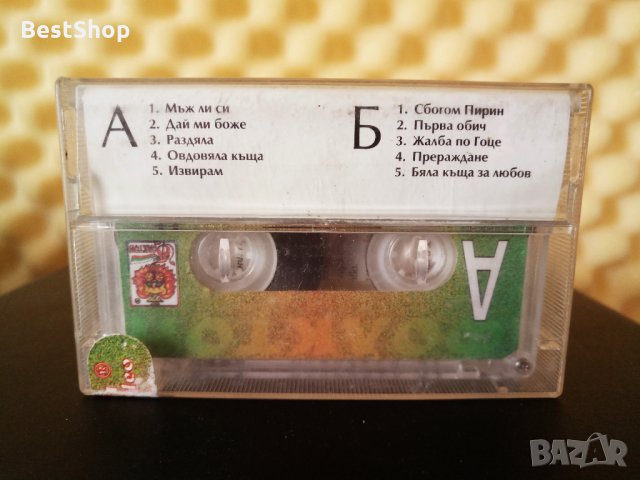 BestShop
А
1. Мъж ли си
2. Дай ми боже
3. Раздяла
4. Овдовяла къща
5. Извирам
Б
1. Сбогом Пирин
2. Първа обич
3. Жалба по Гоце
4. Прераждане
5. Бяла къща за любов
А
BAZAR